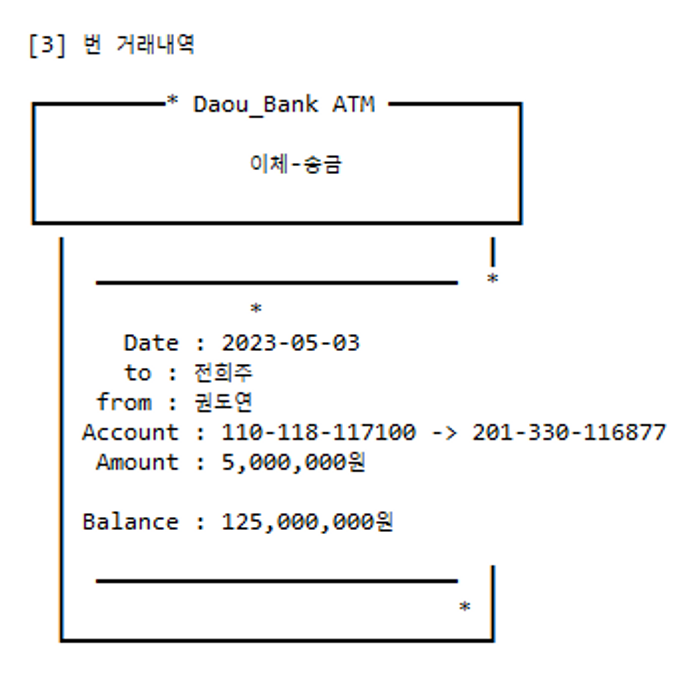 [3] 번 거래내역
* Daou_Bank ATM
이체-송금
*
*
Date : 2023-05-03
to : 전희주
from : 권도연
Account : 110-118-117100 -> 201-330-116877
Amount : 5,000,000원
Balance : 125,000,000원
*